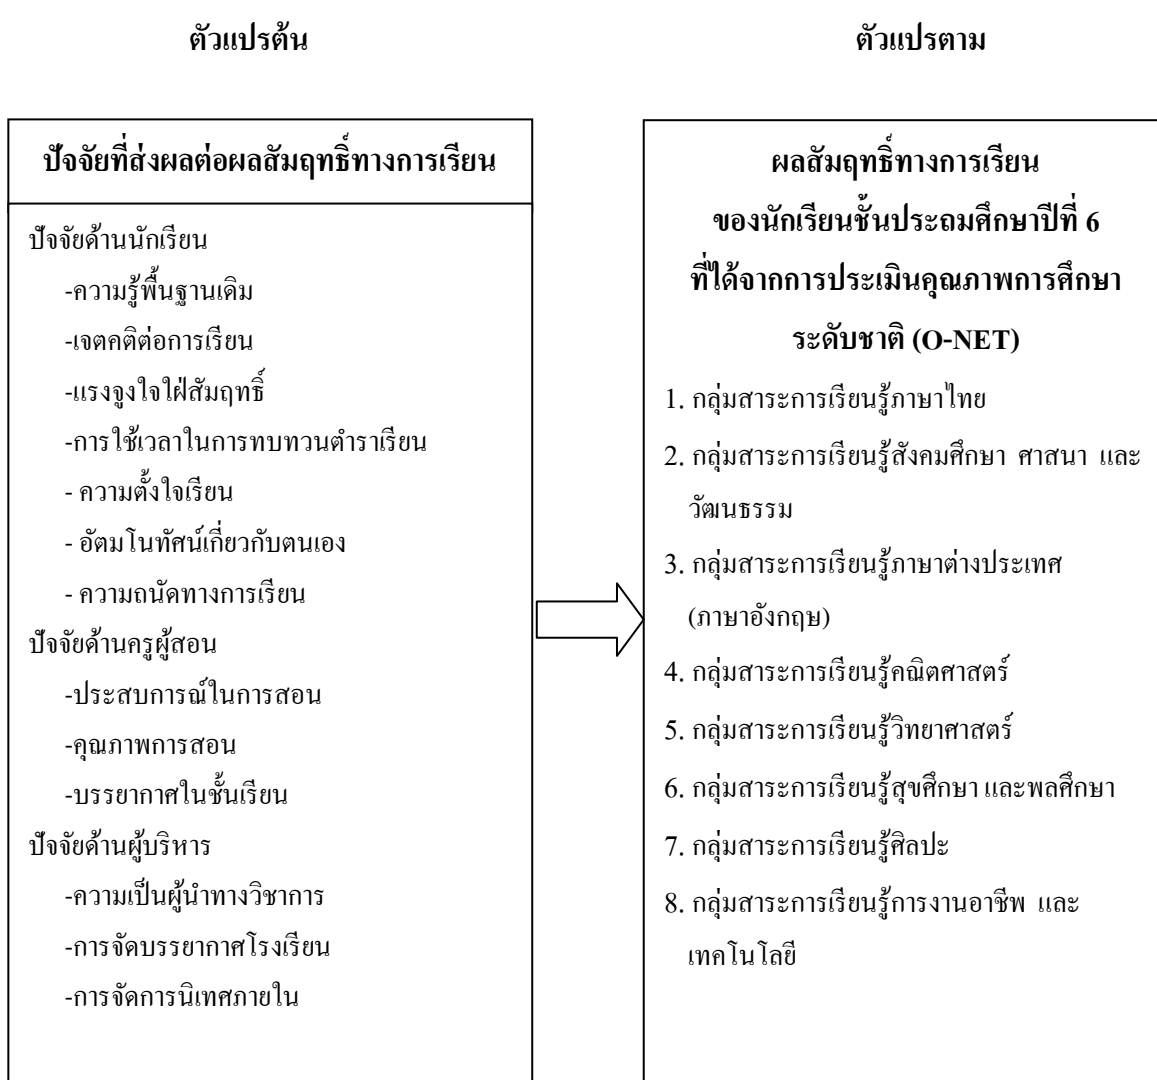 ตัวแปรต้น
ตัวแปรตาม
ปัจจัยที่ส่งผลต่อผลสัมฤทธิ์ทางการเรียน
ปัจจัยด้านนักเรียน
-ความรู้พื้นฐานเดิม
-เจตคติต่อการเรียน
-แรงจูงใจใฝ่สัมฤทธิ์
-การใช้เวลาในการทบทวนตำราเรียน
- ความตั้งใจเรียน
- อัตมโนทัศน์เกี่ยวกับตนเอง
- ความถนัดทางการเรียน
ปัจจัยด้านครูผู้สอน
-ประสบการณ์ในการสอน
-คุณภาพการสอน
-บรรยากาศในชั้นเรียน
ปัจจัยด้านผู้บริหาร
-ความเป็นผู้นำทางวิชาการ
-การจัดบรรยากาศโรงเรียน
-การจัดการนิเทศภายใน
ผลสัมฤทธิ์ทางการเรียน
ของนักเรียนชั้นประถมศึกษาปีที่ 6
ที่ได้จากการประเมินคุณภาพการศึกษา
ระดับชาติ (O-NET)
1. กลุ่มสาระการเรียนรู้ภาษาไทย
2. กลุ่มสาระการเรียนรู้สังคมศึกษา ศาสนา และ
วัฒนธรรม
3. กลุ่มสาระการเรียนรู้ภาษาต่างประเทศ
(ภาษาอังกฤษ)
4. กลุ่มสาระการเรียนรู้คณิตศาสตร์
5. กลุ่มสาระการเรียนรู้วิทยาศาสตร์
6. กลุ่มสาระการเรียนรู้สุขศึกษา และพลศึกษา
7. กลุ่มสาระการเรียนรู้ศิลปะ
8. กลุ่มสาระการเรียนรู้การงานอาชีพ และ
เทคโนโลยี